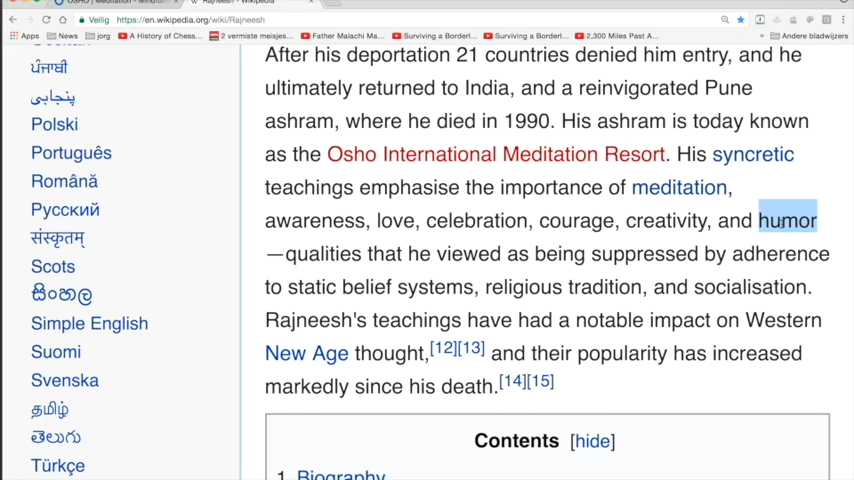 OSHO | Meditation - Mindful
Rajneesh - Wikipedia
Veilig
https://en.wikipedia.org/wiki/Rajneesh
Apps
News
jorg
A History of Chess...
2 vermiste meisjes...
Father Malachi Ma...
Surviving a Borderl...
Surviving a Borderl...
2,300 Miles Past A...
»
Andere bladwijzers
ਪੰਜਾਬੀ
پنجابی
Polski
Português
Română
Русский
संस्कृतम्
Scots
සිංහල
Simple English
Suomi
Svenska
தமிழ்
తెలుగు
Türkçe
After his deportation 21 countries denied him entry, and he
ultimately returned to India, and a reinvigorated Pune
ashram, where he died in 1990. His ashram is today known
as the Osho International Meditation Resort. His syncretic
teachings emphasise the importance of meditation,
awareness, love, celebration, courage, creativity, and humor
—qualities that he viewed as being suppressed by adherence
to static belief systems, religious tradition, and socialisation.
Rajneesh's teachings have had a notable impact on Western
New Age thought,[12][13] and their popularity has increased
markedly since his death.[14][15]
Contents [hide]
1 Biography